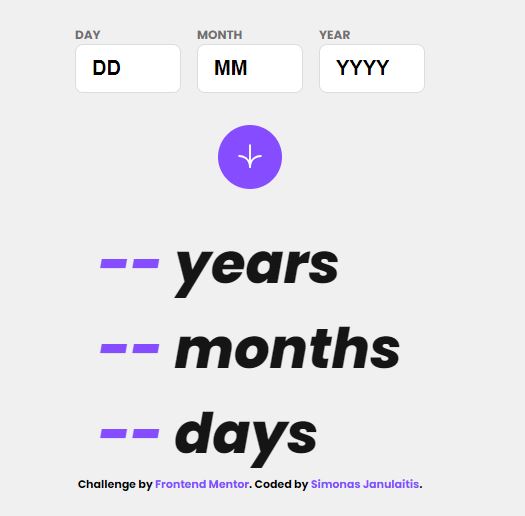 DAY MONTH YEAR
DD MM YYYY
-- years
-- months
-- days
Challenge by Frontend Mentor. Coded by Simonas Janulaitis.